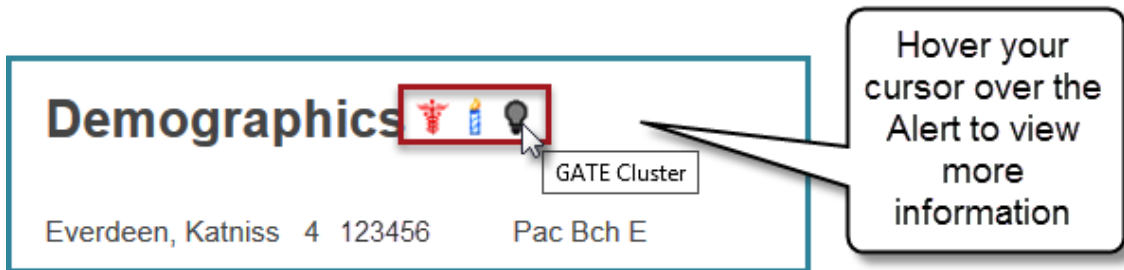 Demographics
GATE Cluster
Everdeen, Katniss 4 123456 Pac Bch E
Hover your
cursor over the
Alert to view
more
information